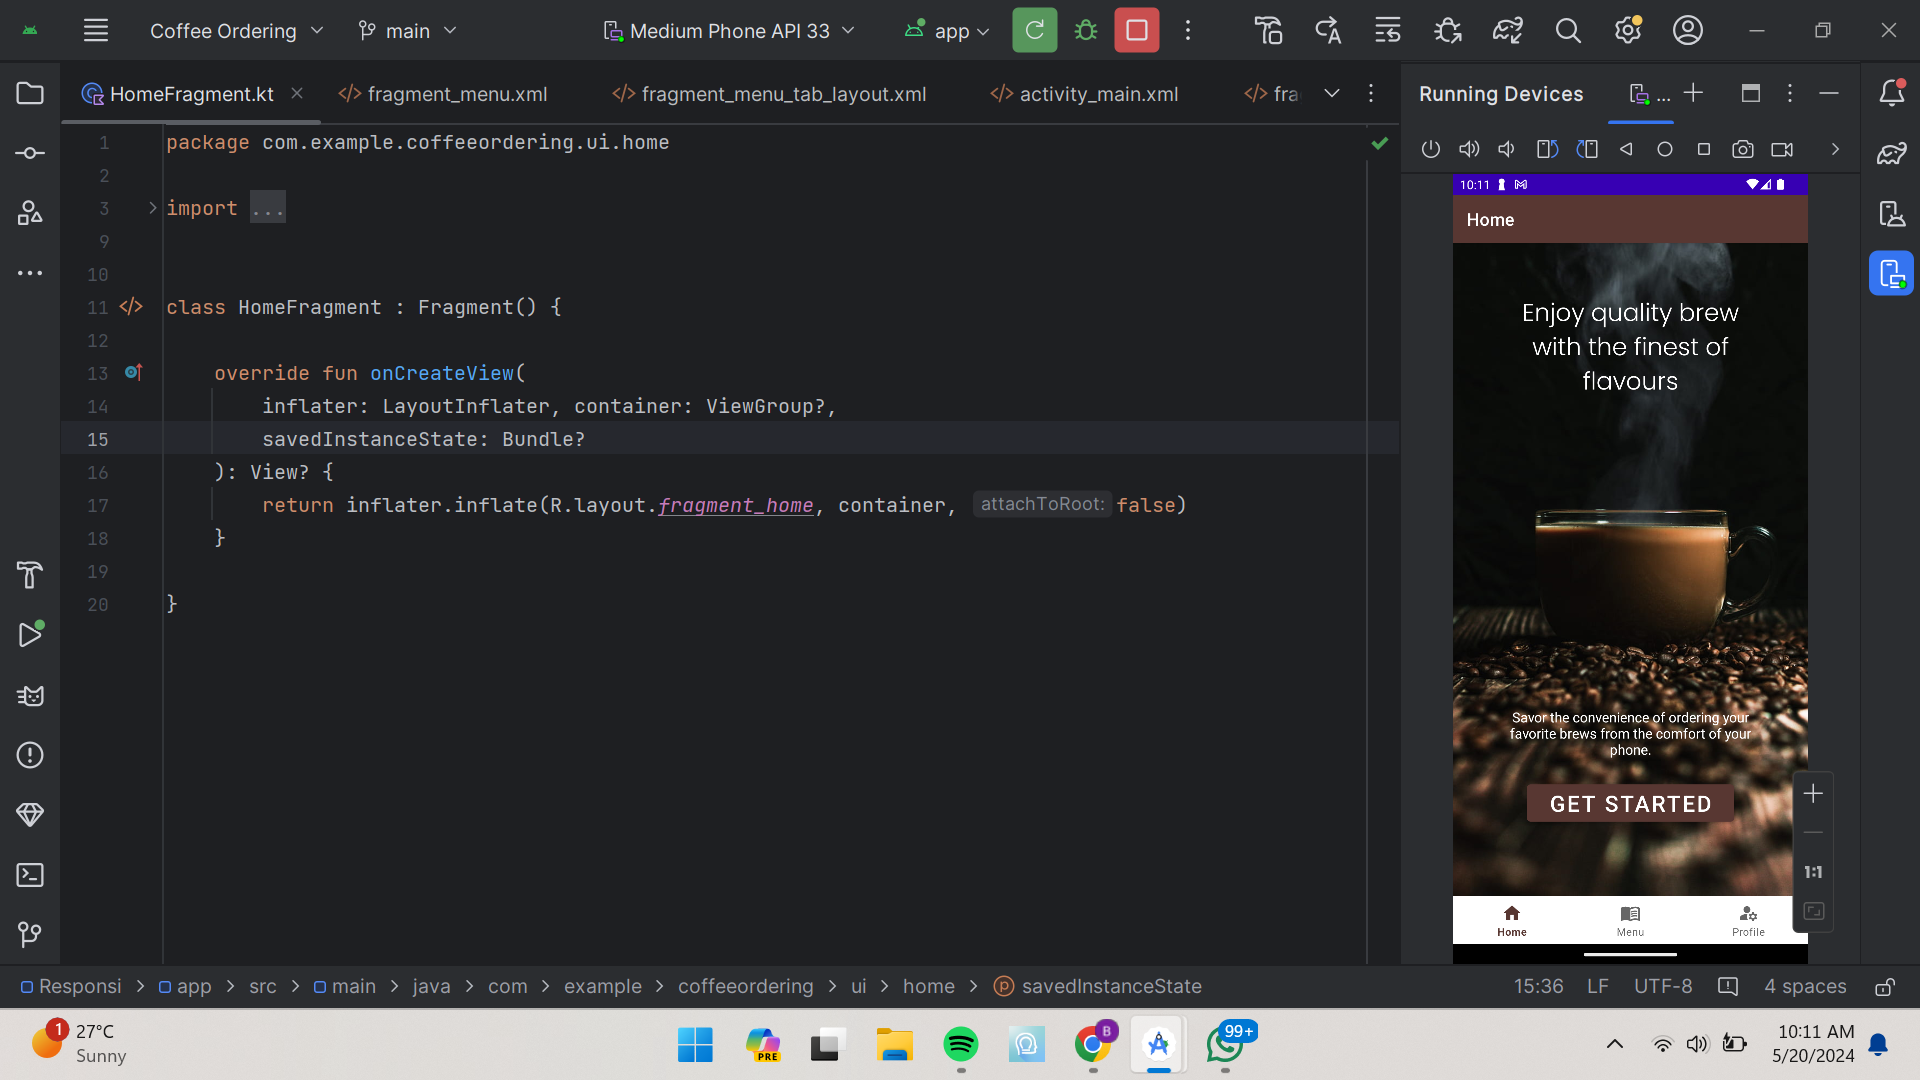 Coffee Ordering
main
Medium Phone API 33
app
HomeFragment.kt
fragment_menu.xml
fragment_menu_tab_layout.xml
activity_main.xml
fra
Running Devices
...
1 package com.example.coffeeordering.ui.home
2
3 import ...
9
10
11 class HomeFragment : Fragment() {
12
13 override fun onCreateView(
14 inflater: LayoutInflater, container: ViewGroup?,
15 savedInstanceState: Bundle?
16 ): View? {
17 return inflater.inflate(R.layout.fragment_home, container, attachToRoot: false)
18 }
19
20 }
10:11
Home
Enjoy quality brew
with the finest of
flavours
Savor the convenience of ordering your
favorite brews from the comfort of your
phone.
GET STARTED
1:1
Home
Menu
Profile
Responsi > app > src > main > java > com > example > coffeeordering > ui > home > savedInstanceState
15:36
LF
UTF-8
4 spaces
1
27°C
Sunny
PRE
B
99+
10:11 AM
5/20/2024